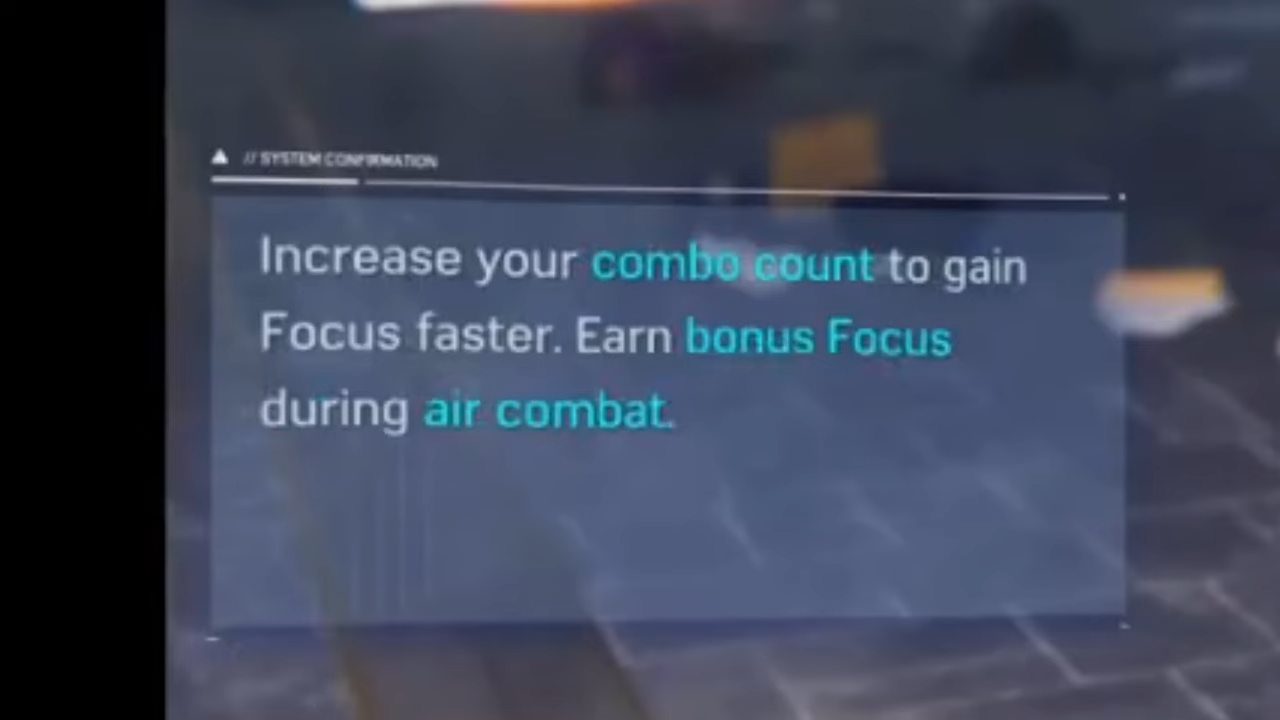 // SYSTEM CONFIRMATION
Increase your combo count to gain
Focus faster. Earn bonus Focus
during air combat.